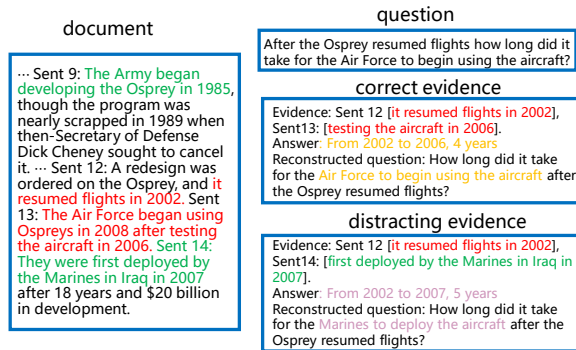 document
··· Sent 9: The Army began
developing the Osprey in 1985,
though the program was
nearly scrapped in 1989 when
then-Secretary of Defense
Dick Cheney sought to cancel
it. ··· Sent 12: A redesign was
ordered on the Osprey, and it
resumed flights in 2002. Sent
13: The Air Force began using
Ospreys in 2008 after testing
the aircraft in 2006. Sent 14:
They were first deployed by
the Marines in Iraq in 2007
after 18 years and $20 billion
in development.
question
After the Osprey resumed flights how long did it
take for the Air Force to begin using the aircraft?
correct evidence
Evidence: Sent 12 [it resumed flights in 2002],
Sent13: [testing the aircraft in 2006].
Answer: From 2002 to 2006, 4 years
Reconstructed question: How long did it take
for the Air Force to begin using the aircraft after
the Osprey resumed flights?
distracting evidence
Evidence: Sent 12 [it resumed flights in 2002],
Sent14: [first deployed by the Marines in Iraq in
2007].
Answer: From 2002 to 2007, 5 years
Reconstructed question: How long did it take
for the Marines to deploy the aircraft after the
Osprey resumed flights?